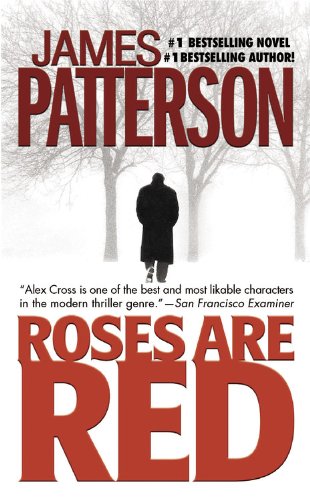 JAMES
#1 BESTSELLING NOVEL
#1 BESTSELLING AUTHOR!
PATTERSON
“Alex Cross is one of the best and most likable characters
in the modern thriller genre.”—San Francisco Examiner
ROSES ARE
RED